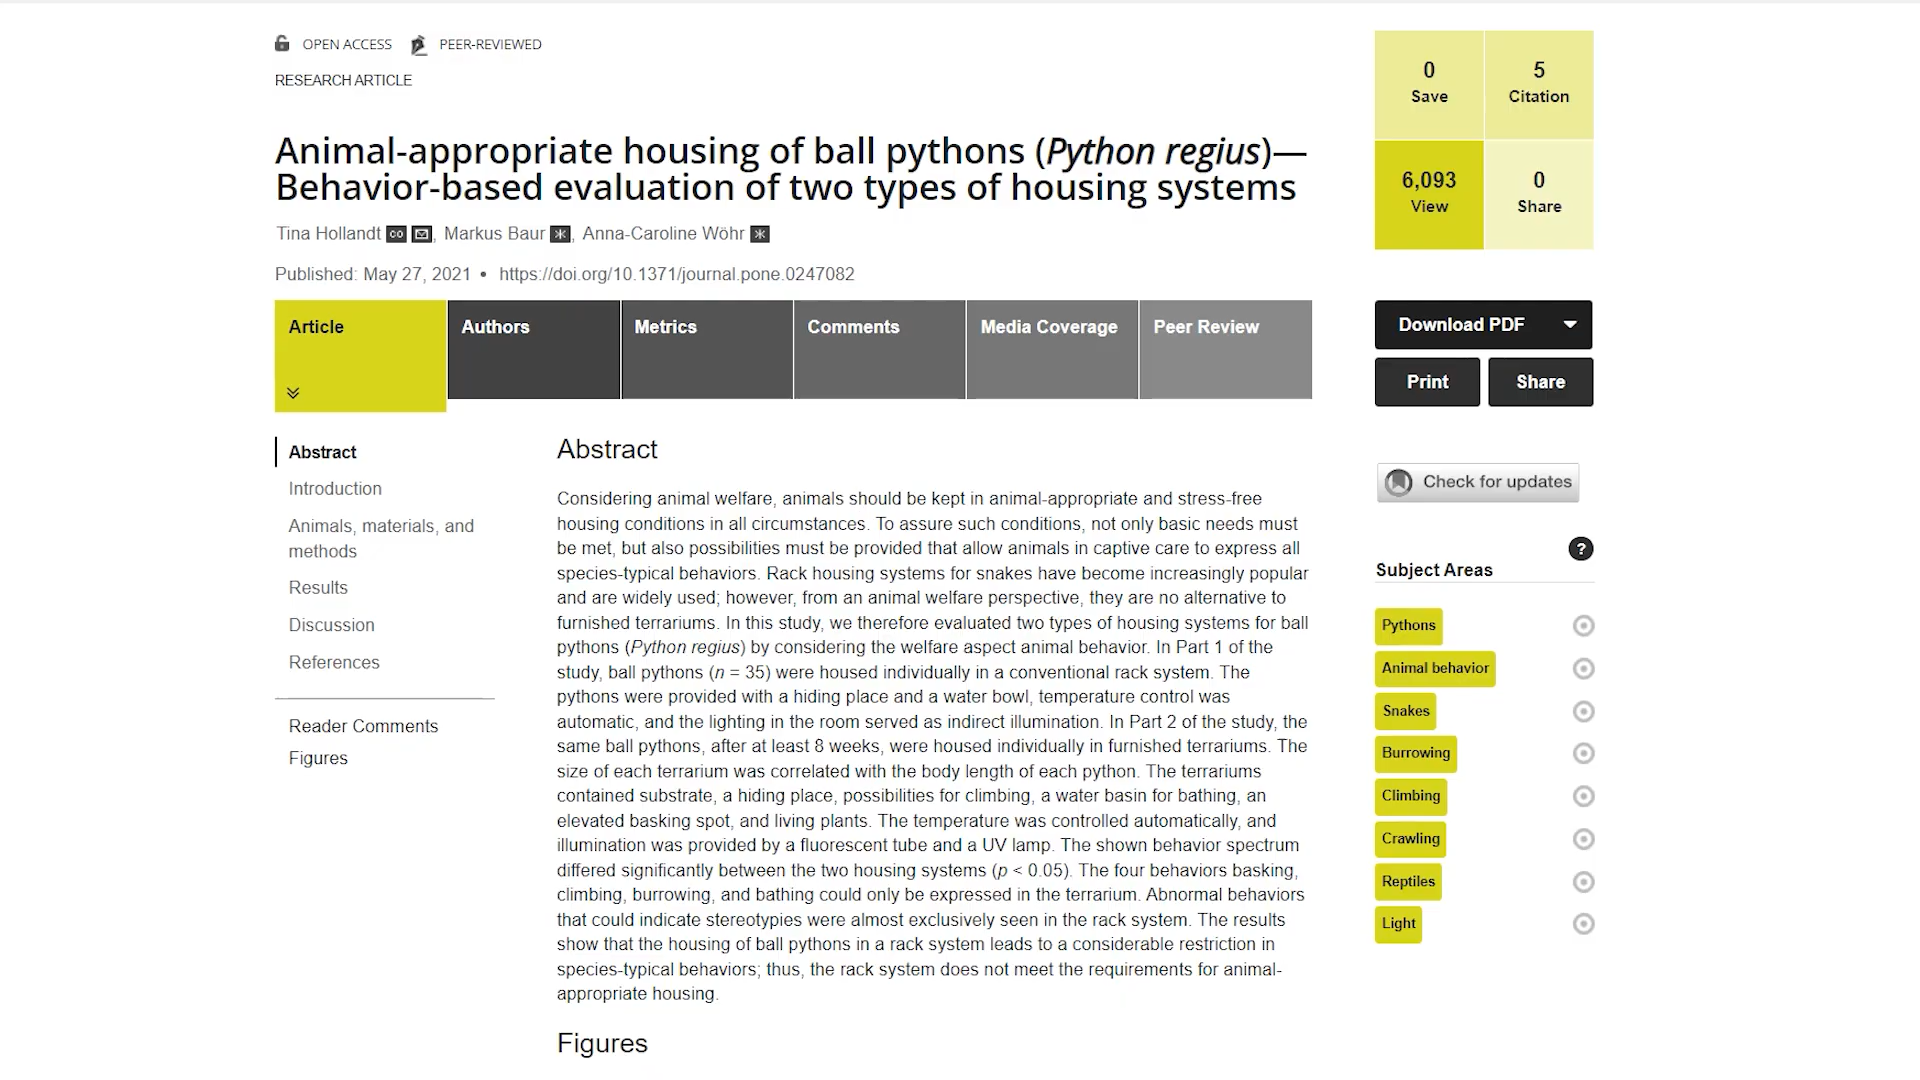 OPEN ACCESS PEER-REVIEWED
RESEARCH ARTICLE
Animal-appropriate housing of ball pythons (Python regius)—
Behavior-based evaluation of two types of housing systems
Tina Hollandt co , Markus Baur , Anna-Caroline Wöhr
Published: May 27, 2021 • https://doi.org/10.1371/journal.pone.0247082
0
Save
5
Citation
6,093
View
0
Share
Article
Authors
Metrics
Comments
Media Coverage
Peer Review
Download PDF
Print
Share
Abstract
Introduction
Animals, materials, and
methods
Results
Discussion
References
Reader Comments
Figures
Abstract
Considering animal welfare, animals should be kept in animal-appropriate and stress-free
housing conditions in all circumstances. To assure such conditions, not only basic needs must
be met, but also possibilities must be provided that allow animals in captive care to express all
species-typical behaviors. Rack housing systems for snakes have become increasingly popular
and are widely used; however, from an animal welfare perspective, they are no alternative to
furnished terrariums. In this study, we therefore evaluated two types of housing systems for ball
pythons (Python regius) by considering the welfare aspect animal behavior. In Part 1 of the
study, ball pythons (n = 35) were housed individually in a conventional rack system. The
pythons were provided with a hiding place and a water bowl, temperature control was
automatic, and the lighting in the room served as indirect illumination. In Part 2 of the study, the
same ball pythons, after at least 8 weeks, were housed individually in furnished terrariums. The
size of each terrarium was correlated with the body length of each python. The terrariums
contained substrate, a hiding place, possibilities for climbing, a water basin for bathing, an
elevated basking spot, and living plants. The temperature was controlled automatically, and
illumination was provided by a fluorescent tube and a UV lamp. The shown behavior spectrum
differed significantly between the two housing systems (p < 0.05). The four behaviors basking,
climbing, burrowing, and bathing could only be expressed in the terrarium. Abnormal behaviors
that could indicate stereotypies were almost exclusively seen in the rack system. The results
show that the housing of ball pythons in a rack system leads to a considerable restriction in
species-typical behaviors; thus, the rack system does not meet the requirements for animal-
appropriate housing.
Figures
Check for updates
?
Subject Areas
Pythons
Animal behavior
Snakes
Burrowing
Climbing
Crawling
Reptiles
Light